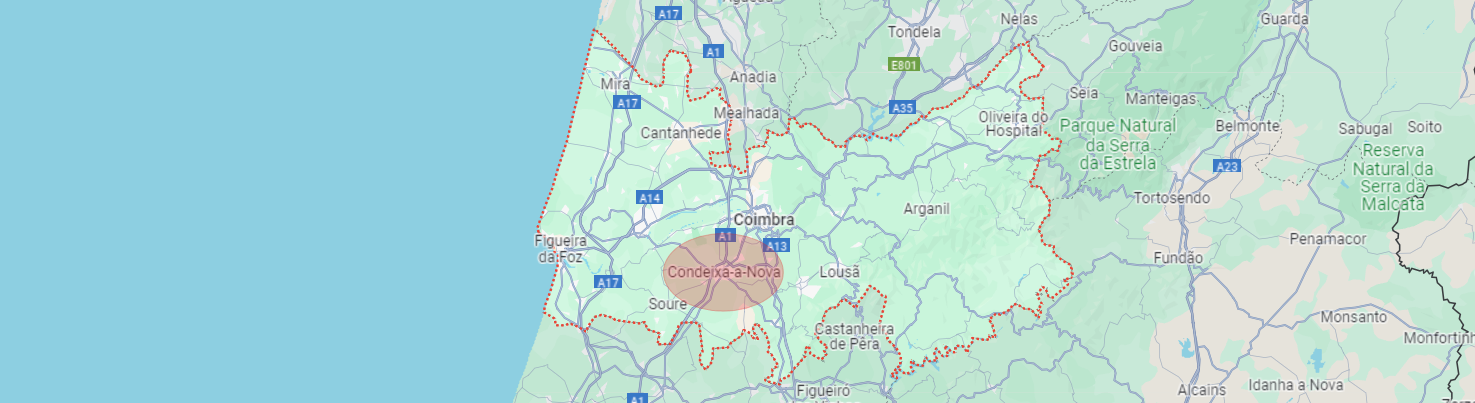 A17
Nelas
Guarda
Tondela
A1
Gouveia
E801
Anadia
Mira
Seia
Manteigas
A17
A35
Mealhada
Oliveira do
Hospital
Parque Natural
da Serra
da Estrela
Belmonte
Sabugal
Soito
Cantanhede
Reserva
Natural da
Serra da
Malcata
A23
A14
Tortosendo
Arganil
Coimbra
A1
A13
Figueira
da Foz
Penamacor
Fundão
Condeixa-a-Nova
Lousã
A17
Soure
Castanheira
de Pêra
Monsanto
Monfortinh
Idanha a Nova
Alcains
Figueiró
A1